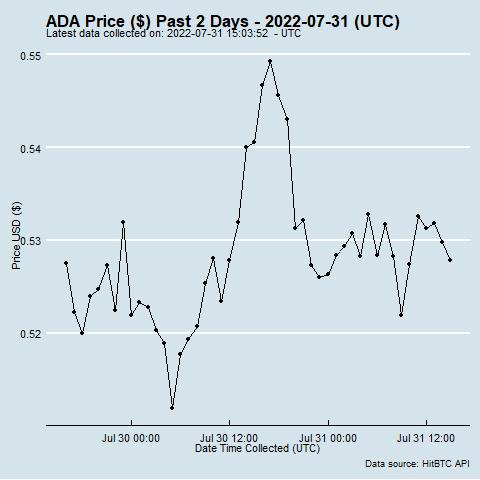 ADA Price ($) Past 2 Days - 2022-07-31 (UTC)
Latest data collected on: 2022-07-31 15:03:52  - UTC
0.55
0.54
0.53
0.52
Price USD ($)
Jul 30 00:00
Jul 30 12:00
Jul 31 00:00
Jul 31 12:00
Date Time Collected (UTC)
Data source: HitBTC API